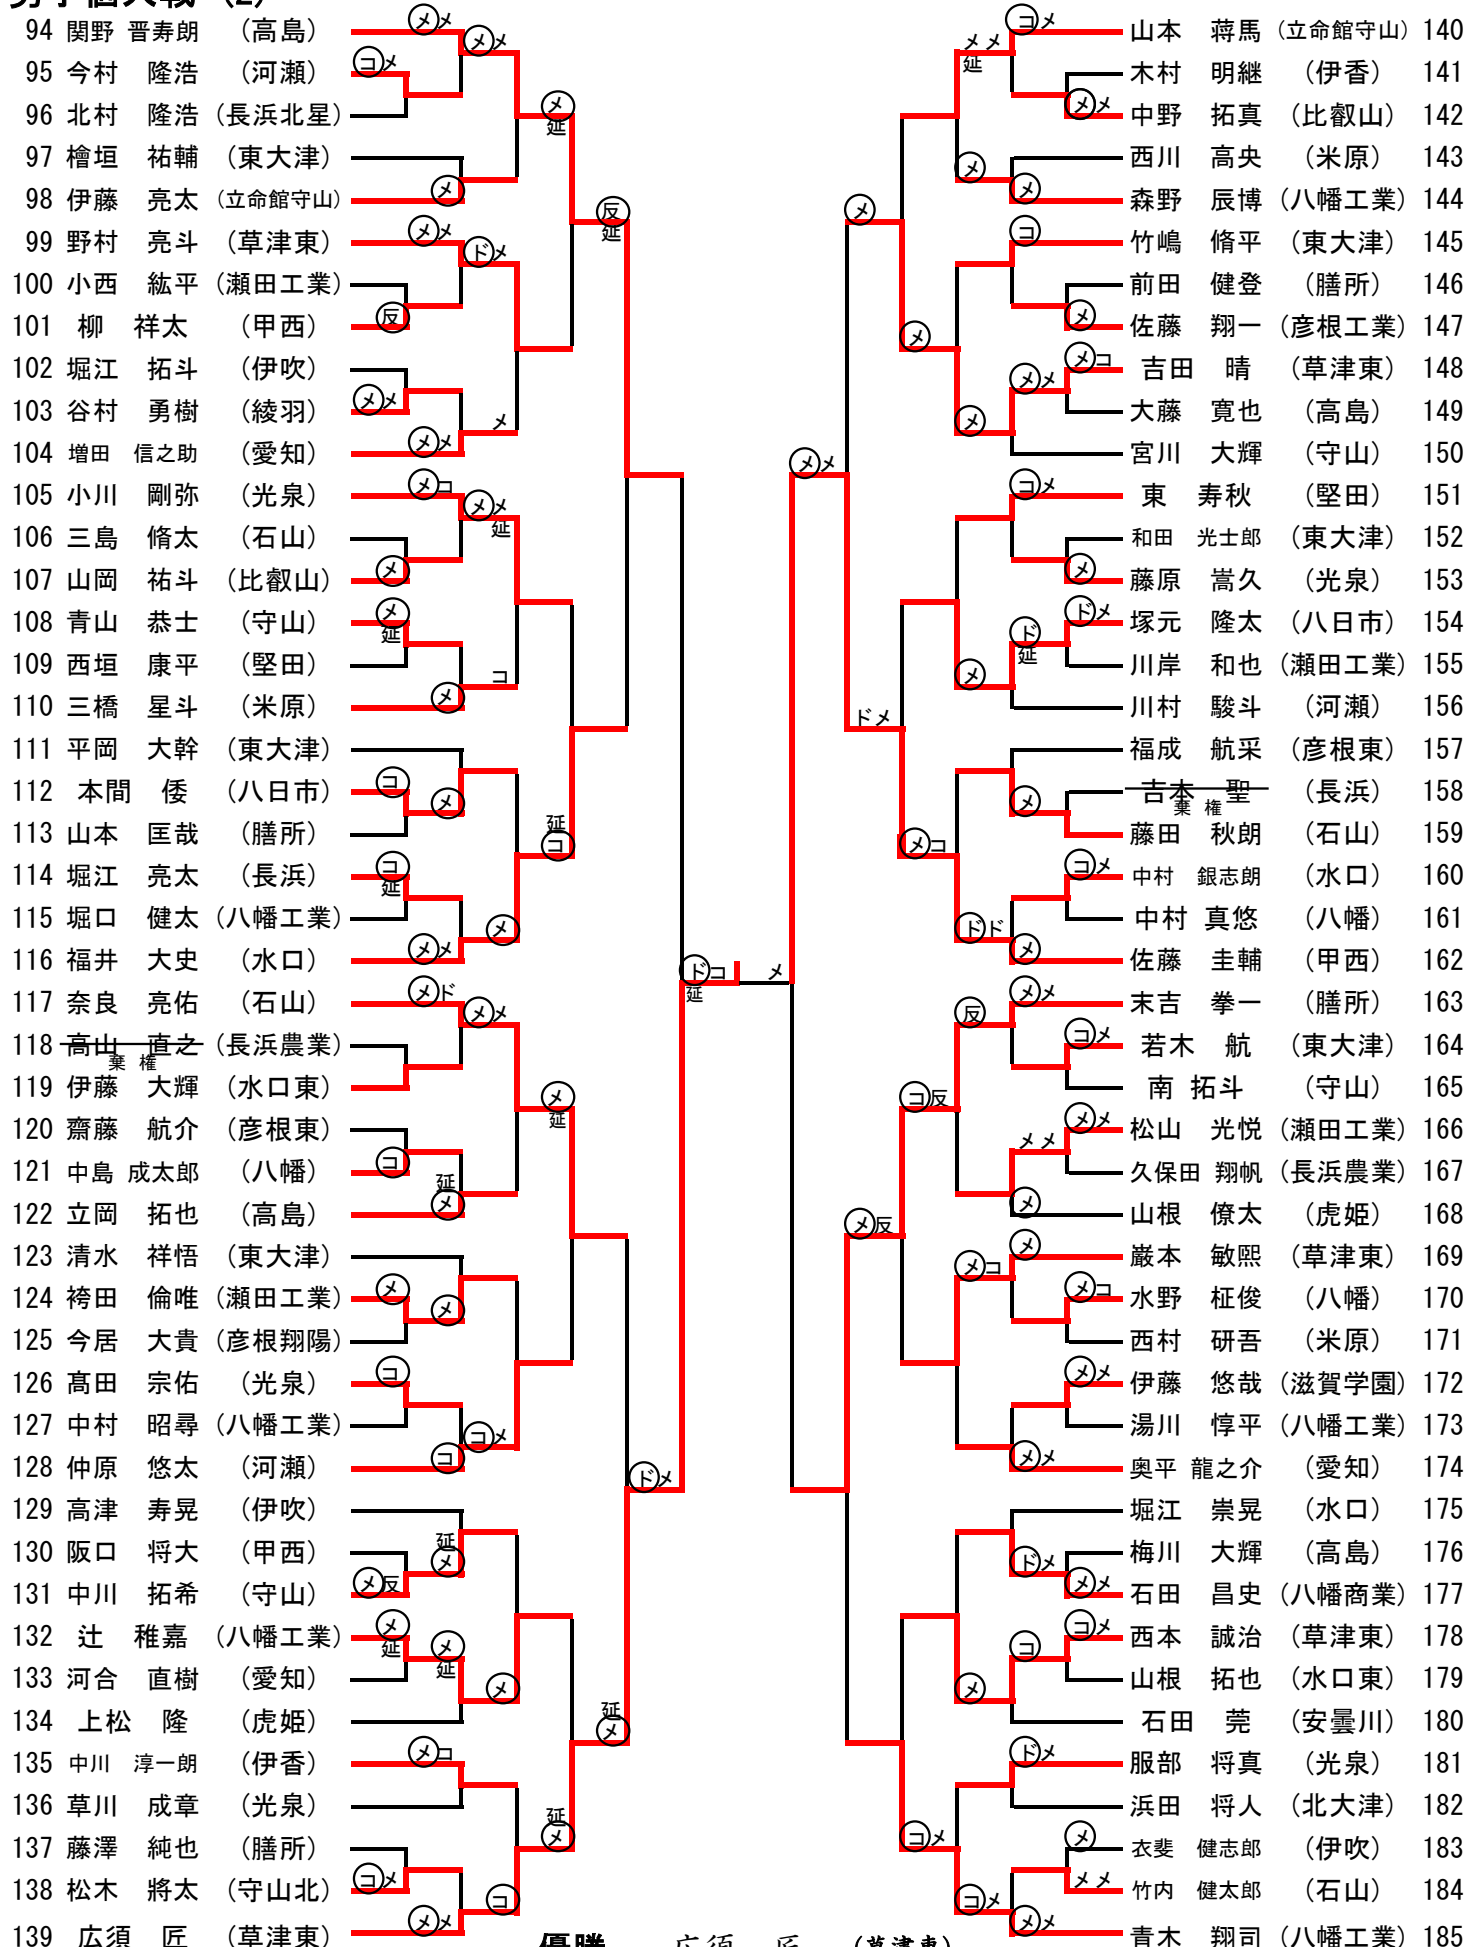 男子個人戦 (2)
94 関野 晋寿朗 (高島)
95 今村 隆浩 (河瀬)
96 北村 隆浩 (長浜北星)
97 檜垣 祐輔 (東大津)
98 伊藤 亮太 (立命館守山)
99 野村 亮斗 (草津東)
100 小西 紘平 (瀬田工業)
101 柳 祥太 (甲西)
102 堀江 拓斗 (伊吹)
103 谷村 勇樹 (綾羽)
104 増田 信之助 (愛知)
105 小川 剛弥 (光泉)
106 三島 脩太 (石山)
107 山岡 祐斗 (比叡山)
108 青山 恭士 (守山)
109 西垣 康平 (堅田)
110 三橋 星斗 (米原)
111 平岡 大幹 (東大津)
112 本間 倭 (八日市)
113 山本 匡哉 (膳所)
114 堀江 亮太 (長浜)
115 堀口 健太 (八幡工業)
116 福井 大史 (水口)
117 奈良 亮佑 (石山)
118 高山 直之 (長浜農業)
棄権
119 伊藤 大輝 (水口東)
120 齋藤 航介 (彦根東)
121 中島 成太郎 (八幡)
122 立岡 拓也 (高島)
123 清水 祥悟 (東大津)
124 袴田 倫唯 (瀬田工業)
125 今居 大貴 (彦根翔陽)
126 髙田 宗佑 (光泉)
127 中村 昭尋 (八幡工業)
128 仲原 悠太 (河瀬)
129 高津 寿晃 (伊吹)
130 阪口 将大 (甲西)
131 中川 拓希 (守山)
132 辻 稚嘉 (八幡工業)
133 河合 直樹 (愛知)
134 上松 隆 (虎姫)
135 中川 淳一朗 (伊香)
136 草川 成章 (光泉)
137 藤澤 純也 (膳所)
138 松木 將太 (守山北)
139 広須 匠 (草津東)
山本 蒋馬 (立命館守山) 140
木村 明継 (伊香) 141
中野 拓真 (比叡山) 142
西川 高央 (米原) 143
森野 辰博 (八幡工業) 144
竹嶋 脩平 (東大津) 145
前田 健登 (膳所) 146
佐藤 翔一 (彦根工業) 147
吉田 晴 (草津東) 148
大藤 寛也 (高島) 149
宮川 大輝 (守山) 150
東 寿秋 (堅田) 151
和田 光士郎 (東大津) 152
藤原 嵩久 (光泉) 153
塚元 隆太 (八日市) 154
川岸 和也 (瀬田工業) 155
川村 駿斗 (河瀬) 156
福成 航采 (彦根東) 157
吉本 聖 (長浜) 158
棄権
藤田 秋朗 (石山) 159
中村 銀志朗 (水口) 160
中村 真悠 (八幡) 161
佐藤 圭輔 (甲西) 162
末吉 拳一 (膳所) 163
若木 航 (東大津) 164
南 拓斗 (守山) 165
松山 光悦 (瀬田工業) 166
久保田 翔帆 (長浜農業) 167
山根 僚太 (虎姫) 168
巌本 敏煕 (草津東) 169
水野 柾俊 (八幡) 170
西村 研吾 (米原) 171
伊藤 悠哉 (滋賀学園) 172
湯川 惇平 (八幡工業) 173
奥平 龍之介 (愛知) 174
堀江 崇晃 (水口) 175
梅川 大輝 (高島) 176
石田 昌史 (八幡商業) 177
西本 誠治 (草津東) 178
山根 拓也 (水口東) 179
石田 莞 (安曇川) 180
服部 将真 (光泉) 181
浜田 将人 (北大津) 182
衣斐 健志郎 (伊吹) 183
竹内 健太郎 (石山) 184
青木 翔司 (八幡工業) 185
優勝 広須 匠 (草津東)